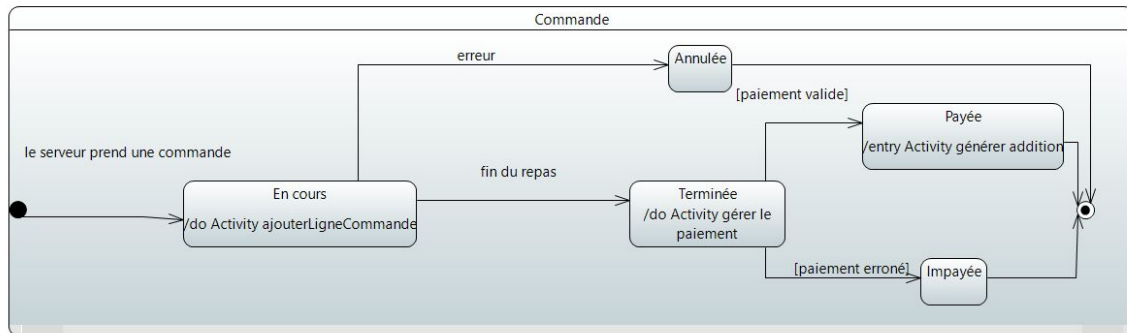 Commande
erreur
Annulée
[paiement valide]
Payée
/entry Activity générer addition
le serveur prend une commande
fin du repas
En cours
/do Activity ajouterLigneCommande
Terminée
/do Activity gérer le
paiement
[paiement erroné]
Impayée